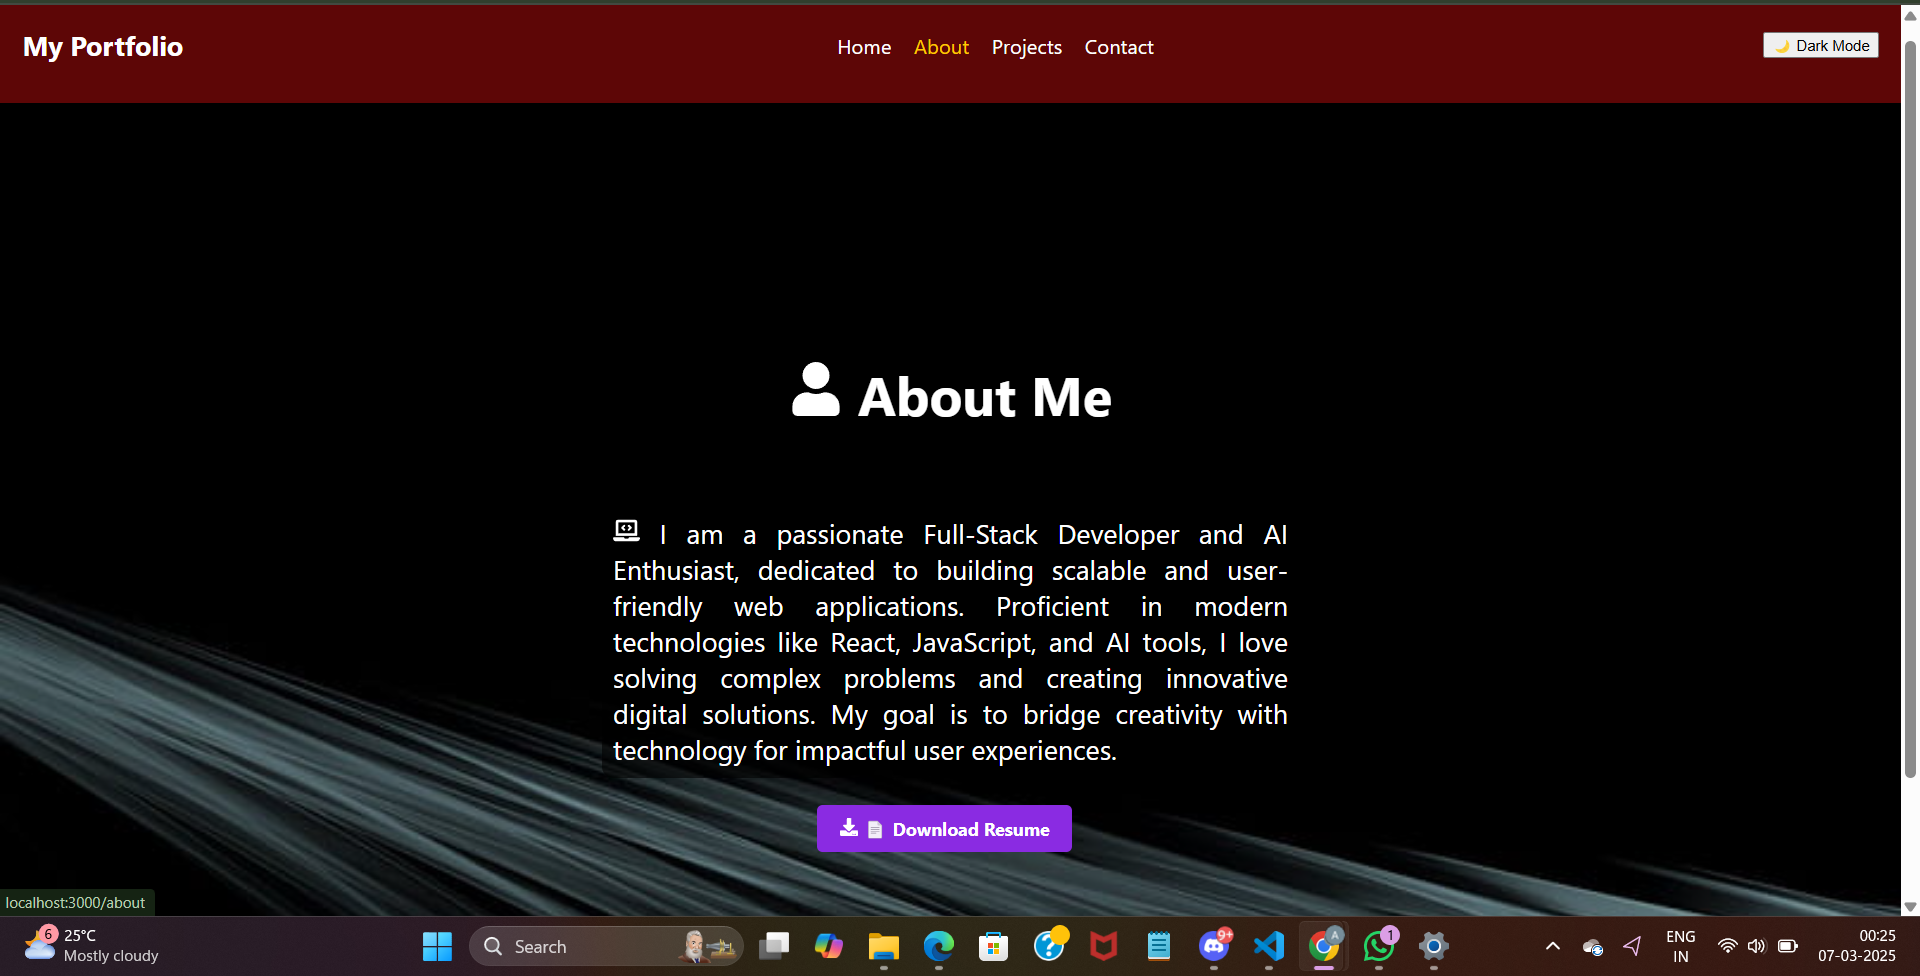 My Portfolio
Home About Projects Contact
Dark Mode
About Me
I am a passionate Full-Stack Developer and AI
Enthusiast, dedicated to building scalable and user-
friendly web applications. Proficient in modern
technologies like React, JavaScript, and AI tools, I love
solving complex problems and creating innovative
digital solutions. My goal is to bridge creativity with
technology for impactful user experiences.
Download Resume
localhost:3000/about
6
25°C
Mostly cloudy
Search
9+
A
1
ENG
IN
00:25
07-03-2025